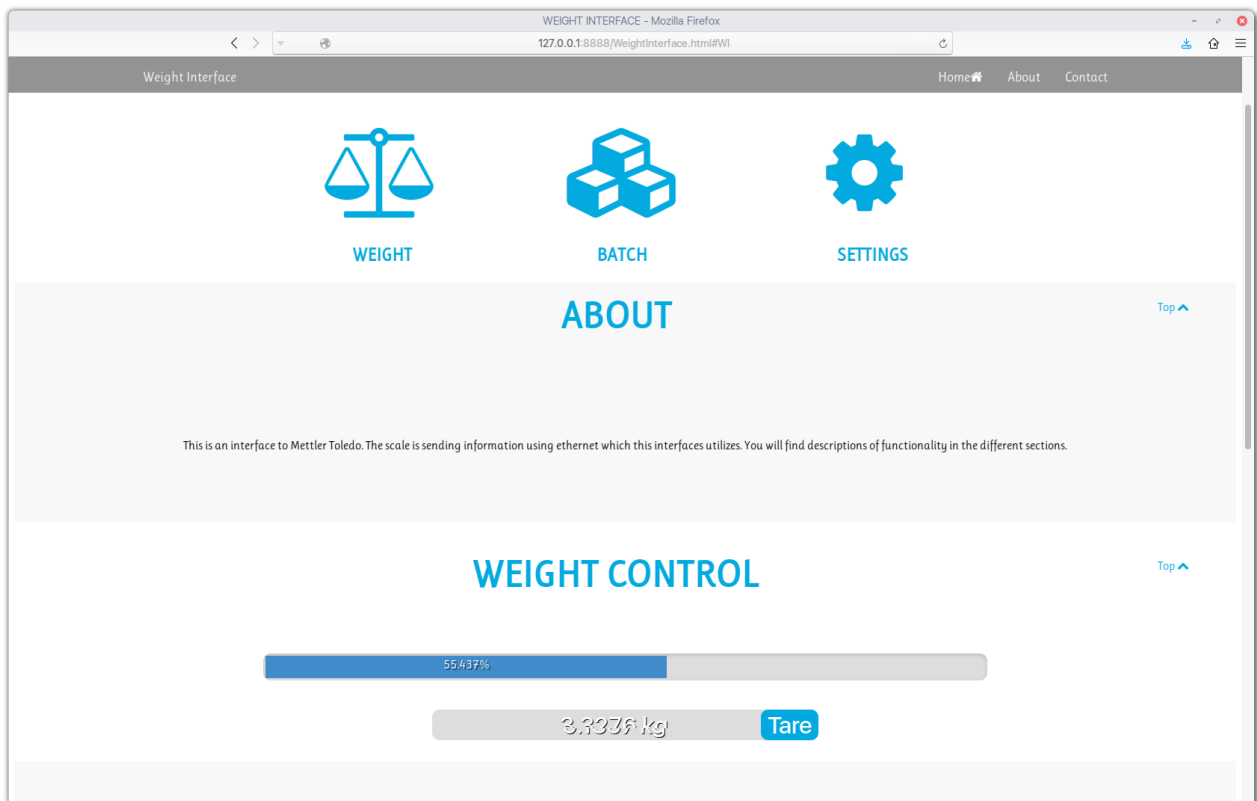 WEIGHT INTERFACE - Mozilla Firefox
127.0.0.1:8888/WeightInterface.html#WI
Weight Interface Home About Contact
WEIGHT BATCH SETTINGS
ABOUT
Top
This is an interface to Mettler Toledo. The scale is sending information using ethernet which this interfaces utilizes. You will find descriptions of functionality in the different sections.
WEIGHT CONTROL
Top
55.437%
kg
Tare